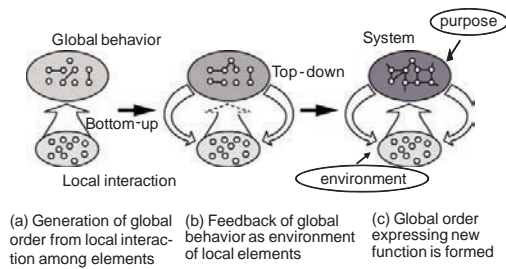 purpose
Global behavior
System
Top-down
Bottom-up
Local interaction
environment
(a) Generation of global
order from local interac-
tion among elements
(b) Feedback of global
behavior as environment
of local elements
(c) Global order
expressing new
function is formed